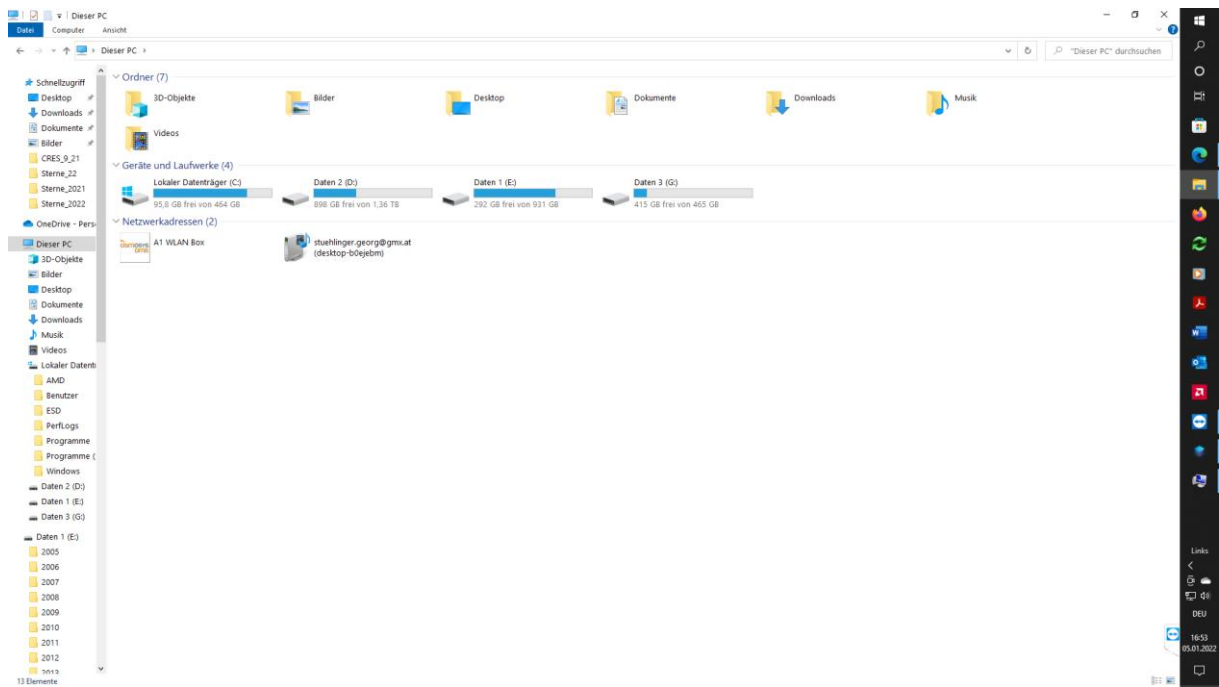 Dieser PC
Datei Computer Ansicht
Dieser PC
"Dieser PC" durchsuchen
Schnellzugriff
Desktop
Downloads
Dokumente
Bilder
CRES_9_21
Sterne_22
Sterne_2021
Sterne_2022
OneDrive - Pers
Dieser PC
3D-Objekte
Bilder
Desktop
Dokumente
Downloads
Musik
Videos
Lokaler Datent
AMD
Benutzer
ESD
PerfLogs
Programme
Programme (
Windows
Daten 2 (D:)
Daten 1 (E:)
Daten 3 (G:)
Daten 1 (E:)
2005
2006
2007
2008
2009
2010
2011
2012
2013
13 Elemente
Ordner (7)
3D-Objekte
Bilder
Desktop
Dokumente
Downloads
Musik
Videos
Geräte und Laufwerke (4)
Lokaler Datenträger (C:)
95,8 GB frei von 464 GB
Daten 2 (D:)
898 GB frei von 1,36 TB
Daten 1 (E:)
292 GB frei von 931 GB
Daten 3 (G:)
415 GB frei von 465 GB
Netzwerkadressen (2)
A1 WLAN Box
stuehlinger.georg@gmx.at
(desktop-b0ejebm)
Links
DEU
16:53
05.01.2022